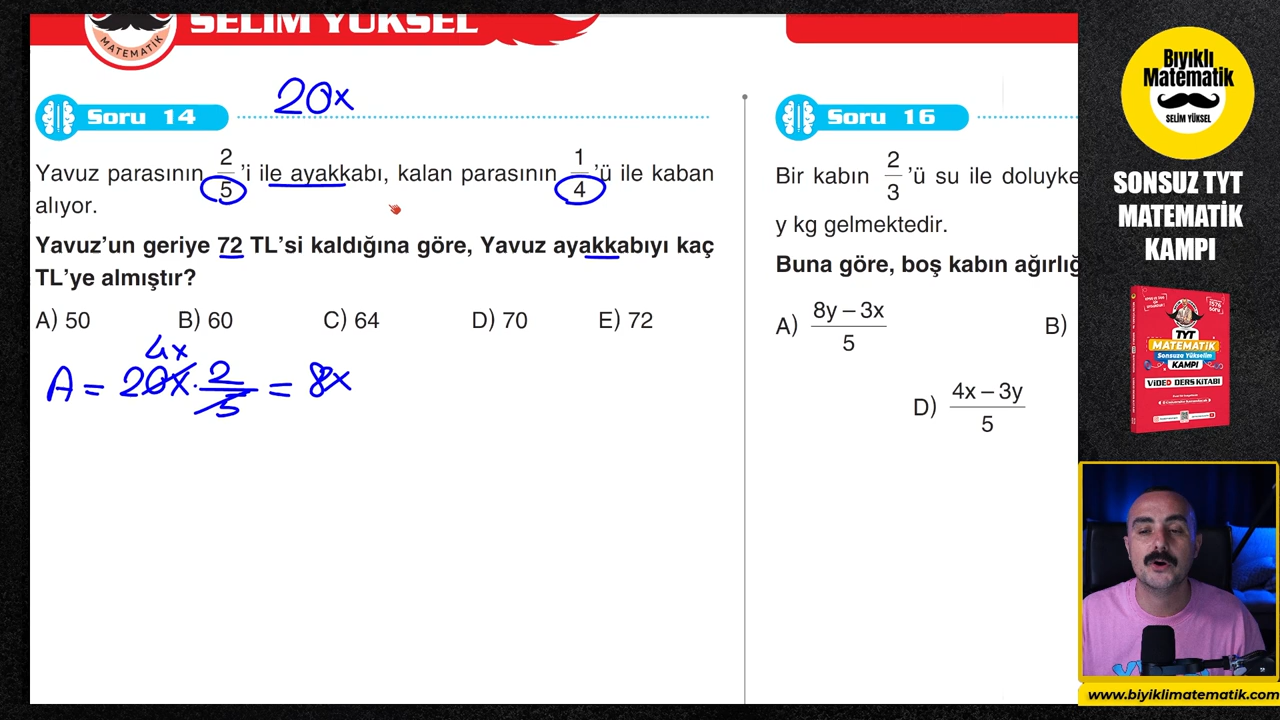 SELİM YÜKSEL
MATEMATİK
20x
Soru 14
Yavuz parasının 2/5 'i ile ayakkabı, kalan parasının 1/4 'ü ile kaban
alıyor.
Yavuz'un geriye 72 TL'si kaldığına göre, Yavuz ayakkabıyı kaç
TL'ye almıştır?
A) 50 B) 60 C) 64 D) 70 E) 72
4x
A = 20x · 2/5 = 8x
Soru 16
Bir kabın 2/3 'ü su ile doluyke
y kg gelmektedir.
Buna göre, boş kabın ağırlığ
A) 8y – 3x / 5 B)
D) 4x – 3y / 5
Bıyıklı
Matematik
SELİM YÜKSEL
SONSUZ TYT
MATEMATİK
KAMPI
TYT
MATEMATİK
Sonsuza Yükselim
KAMPI
VİDEO DERS KİTABI
www.biyiklimatematik.com